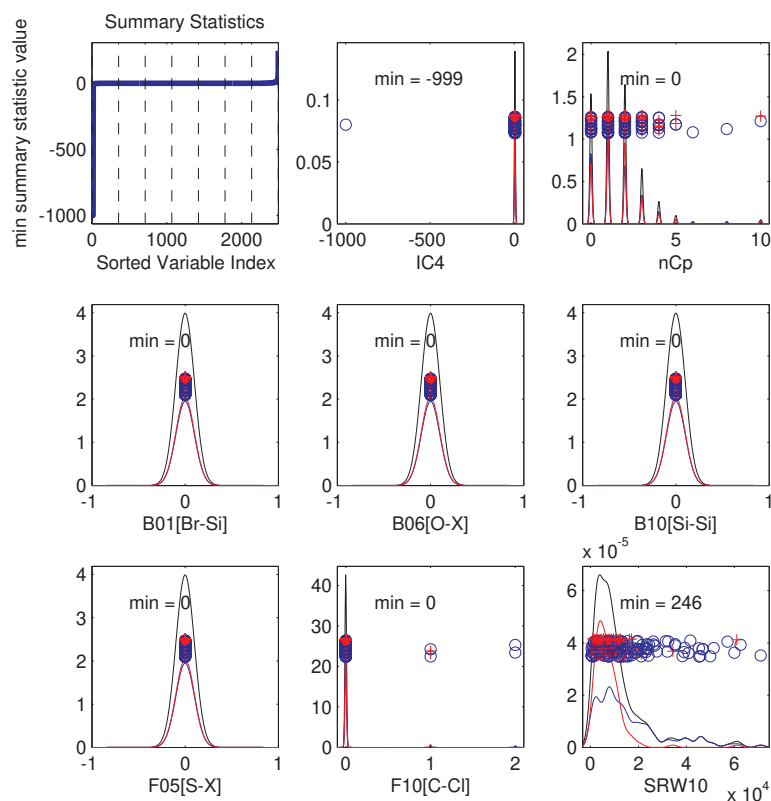 Summary Statistics
min summary statistic value
0
-500
-1000
0 1000 2000
Sorted Variable Index
min = -999
0.1
0.05
0
-1000 -500 0
IC4
min = 0
2
1.5
1
0.5
0
0 5 10
nCp
min = 0
4
3
2
1
0
-1 0 1
B01[Br-Si]
min = 0
4
3
2
1
0
-1 0 1
B06[O-X]
min = 0
4
3
2
1
0
-1 0 1
B10[Si-Si]
min = 0
4
3
2
1
0
-1 0 1
F05[S-X]
min = 0
40
30
20
10
0
0 1 2
F10[C-Cl]
x 10-5
min = 246
6
4
2
0
0 2 4 6
SRW10
x 10 4